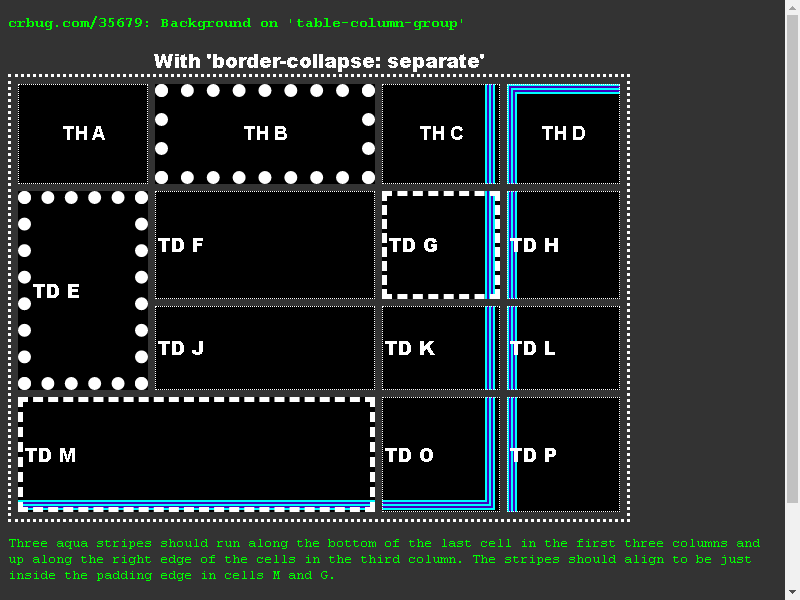 crbug.com/35679: Background on 'table-column-group'
With 'border-collapse: separate'
TH A TH B TH C TH D
TD E TD F TD G TD H
TD J TD K TD L
TD M TD O TD P
Three aqua stripes should run along the bottom of the last cell in the first three columns and
up along the right edge of the cells in the third column. The stripes should align to be just
inside the padding edge in cells M and G.